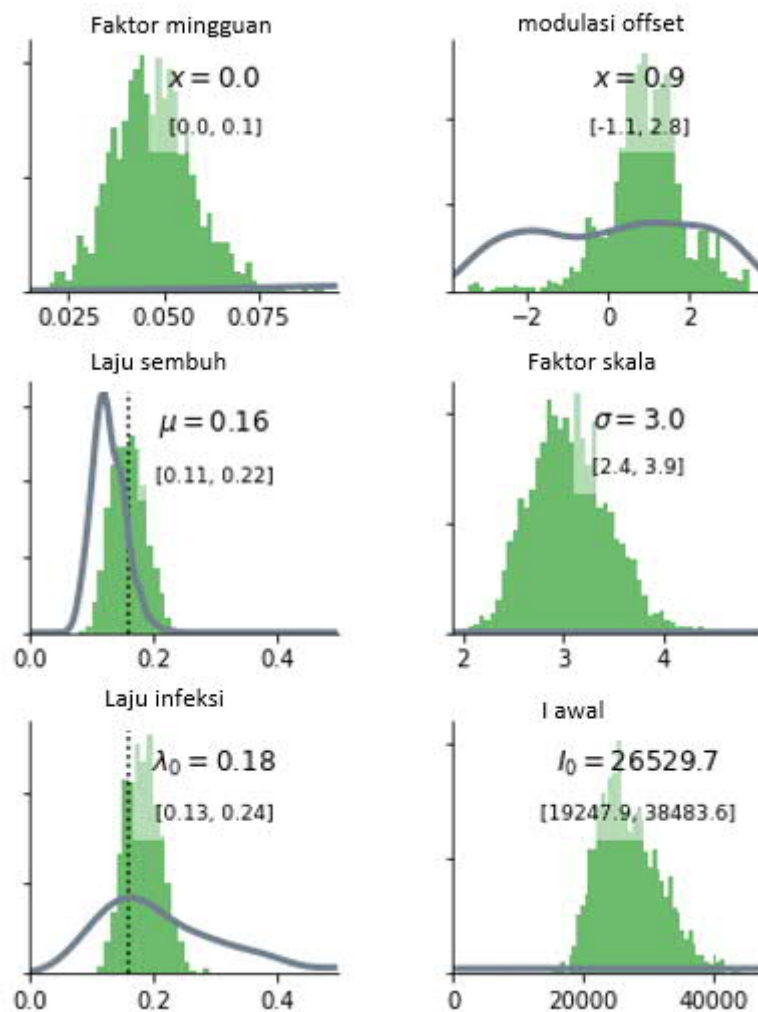 Faktor mingguan
x = 0.0
[0.0, 0.1]
0.025 0.050 0.075
modulasi offset
x = 0.9
[-1.1, 2.8]
−2 0 2
Laju sembuh
μ = 0.16
[0.11, 0.22]
0.0 0.2 0.4
Faktor skala
σ = 3.0
[2.4, 3.9]
2 3 4
Laju infeksi
λ₀ = 0.18
[0.13, 0.24]
0.0 0.2 0.4
I awal
I₀ = 26529.7
[19247.9, 38483.6]
0 20000 40000